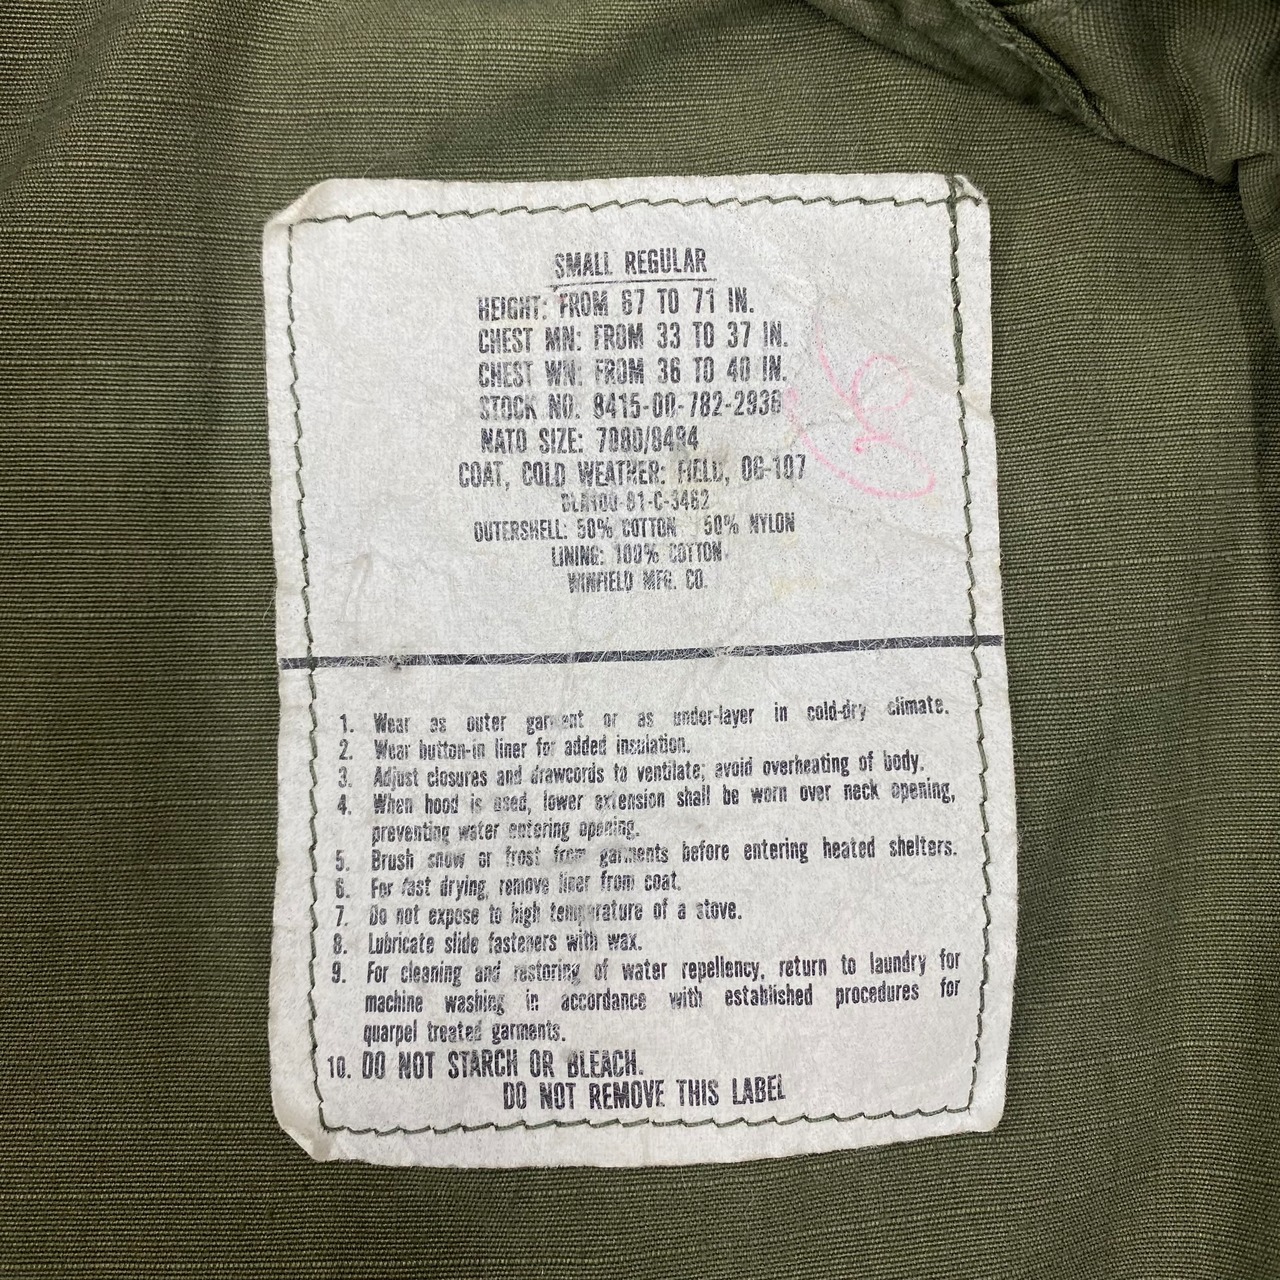 SMALL REGULAR
HEIGHT: FROM 67 TO 71 IN.
CHEST MN: FROM 33 TO 37 IN.
CHEST WN: FROM 36 TO 40 IN.
STOCK NO. 8415-00-782-2936
NATO SIZE: 7080/8494
COAT, COLD WEATHER: FIELD, OG-107
DLA100-81-C-3462
OUTERSHELL: 50% COTTON 50% NYLON
LINING: 100% COTTON
WINFIELD MFG. CO.
1. Wear as outer garment or as under-layer in cold-dry climate.
2. Wear button-in liner for added insulation.
3. Adjust closures and drawcords to ventilate; avoid overheating of body.
4. When hood is used, lower extension shall be worn over neck opening,
preventing water entering opening.
5. Brush snow or frost from garments before entering heated shelters.
6. For fast drying, remove liner from coat.
7. Do not expose to high temperature of a stove.
8. Lubricate slide fasteners with wax.
9. For cleaning and restoring of water repellency, return to laundry for
machine washing in accordance with established procedures for
quarpel treated garments.
10. DO NOT STARCH OR BLEACH.
DO NOT REMOVE THIS LABEL